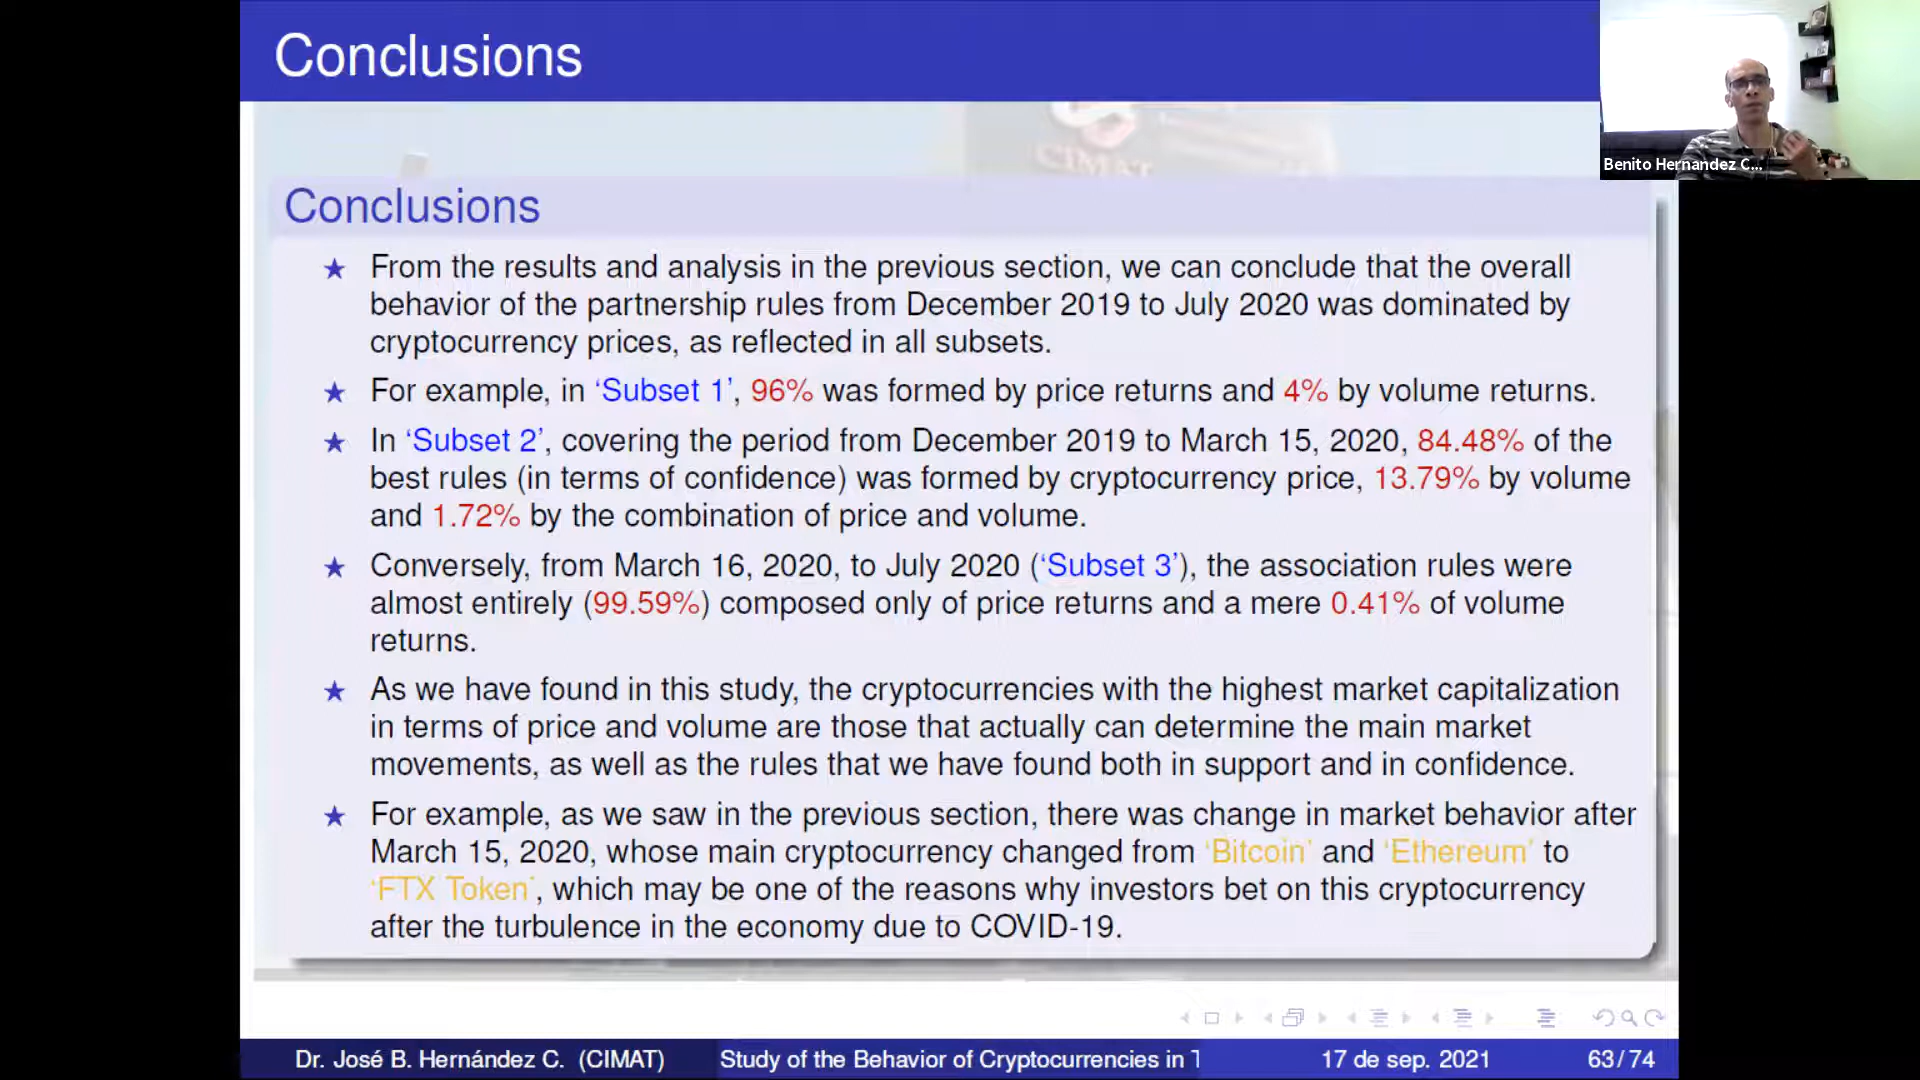 Conclusions
Benito Hernandez C...
CIMAT
Conclusions
★ From the results and analysis in the previous section, we can conclude that the overall
behavior of the partnership rules from December 2019 to July 2020 was dominated by
cryptocurrency prices, as reflected in all subsets.
★ For example, in ‘Subset 1’, 96% was formed by price returns and 4% by volume returns.
★ In ‘Subset 2’, covering the period from December 2019 to March 15, 2020, 84.48% of the
best rules (in terms of confidence) was formed by cryptocurrency price, 13.79% by volume
and 1.72% by the combination of price and volume.
★ Conversely, from March 16, 2020, to July 2020 (‘Subset 3’), the association rules were
almost entirely (99.59%) composed only of price returns and a mere 0.41% of volume
returns.
★ As we have found in this study, the cryptocurrencies with the highest market capitalization
in terms of price and volume are those that actually can determine the main market
movements, as well as the rules that we have found both in support and in confidence.
★ For example, as we saw in the previous section, there was change in market behavior after
March 15, 2020, whose main cryptocurrency changed from ‘Bitcoin’ and ‘Ethereum’ to
‘FTX Token’, which may be one of the reasons why investors bet on this cryptocurrency
after the turbulence in the economy due to COVID-19.
Dr. José B. Hernández C. (CIMAT) Study of the Behavior of Cryptocurrencies in T 17 de sep. 2021 63/74